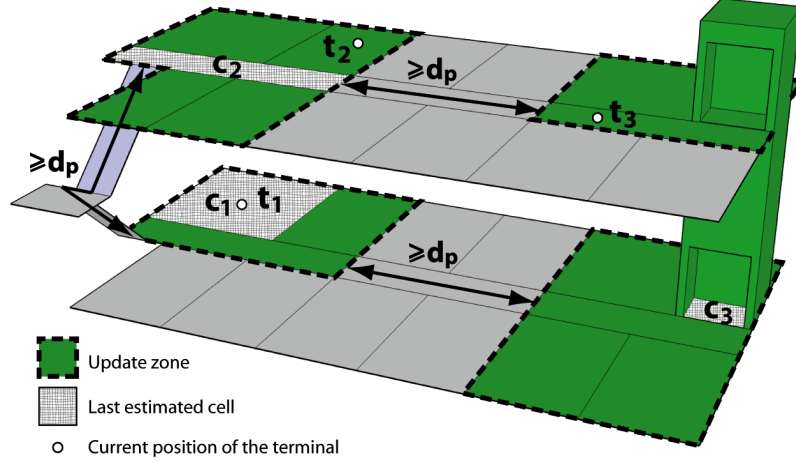 t2
c2
≥dp
t3
≥dp
c1 t1
≥dp
c3
Update zone
Last estimated cell
Current position of the terminal